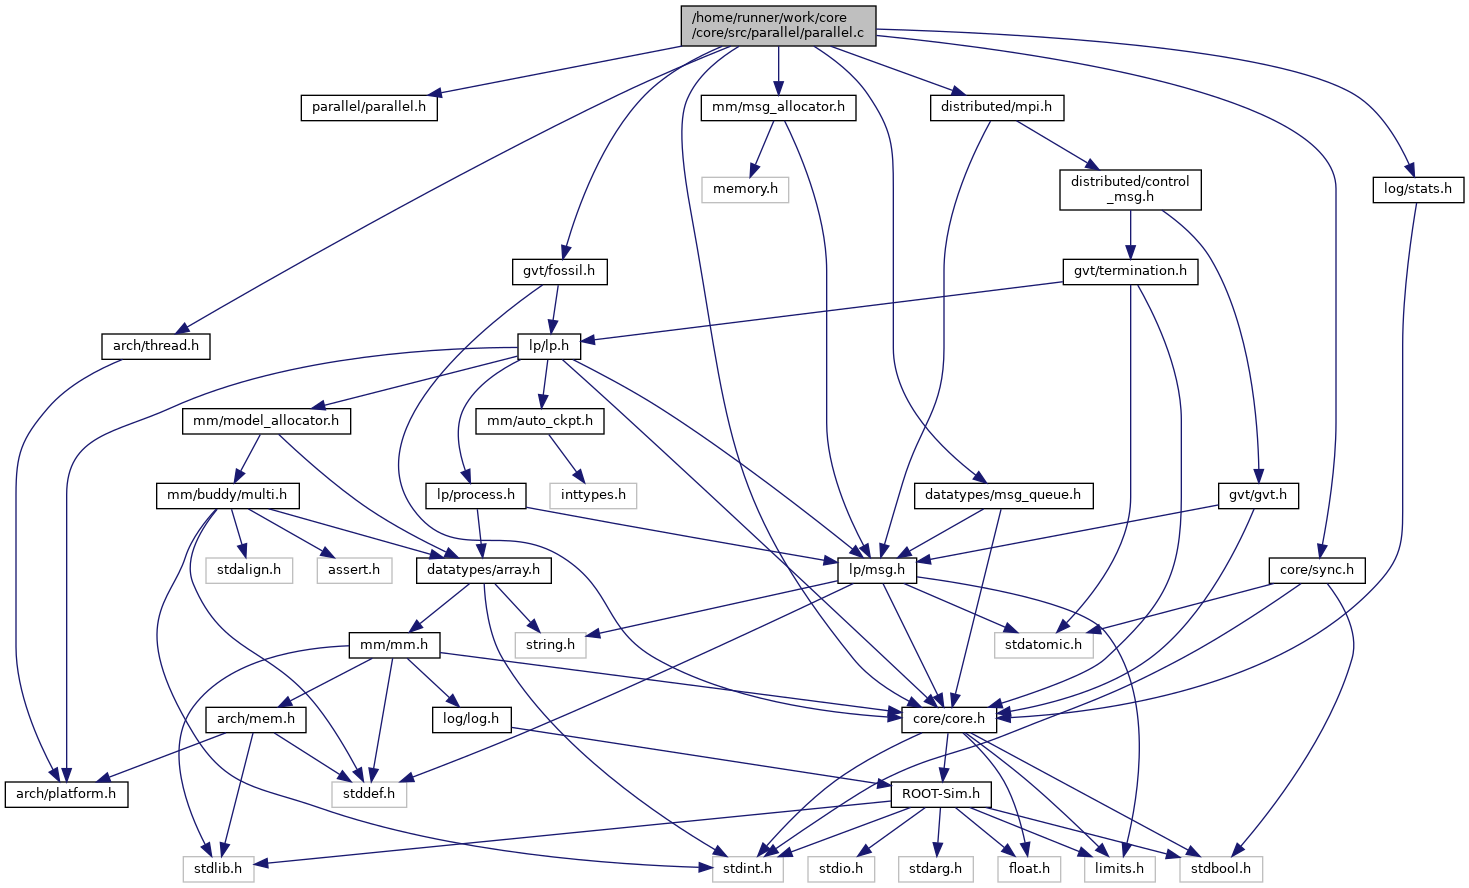 /home/runner/work/core
/core/src/parallel/parallel.c
parallel/parallel.h
mm/msg_allocator.h
distributed/mpi.h
memory.h
distributed/control
_msg.h
log/stats.h
gvt/fossil.h
gvt/termination.h
arch/thread.h
lp/lp.h
mm/model_allocator.h
mm/auto_ckpt.h
mm/buddy/multi.h
lp/process.h
inttypes.h
datatypes/msg_queue.h
gvt/gvt.h
stdalign.h
assert.h
datatypes/array.h
lp/msg.h
core/sync.h
mm/mm.h
string.h
stdatomic.h
arch/mem.h
log/log.h
core/core.h
arch/platform.h
stddef.h
ROOT-Sim.h
stdlib.h
stdint.h
stdio.h
stdarg.h
float.h
limits.h
stdbool.h